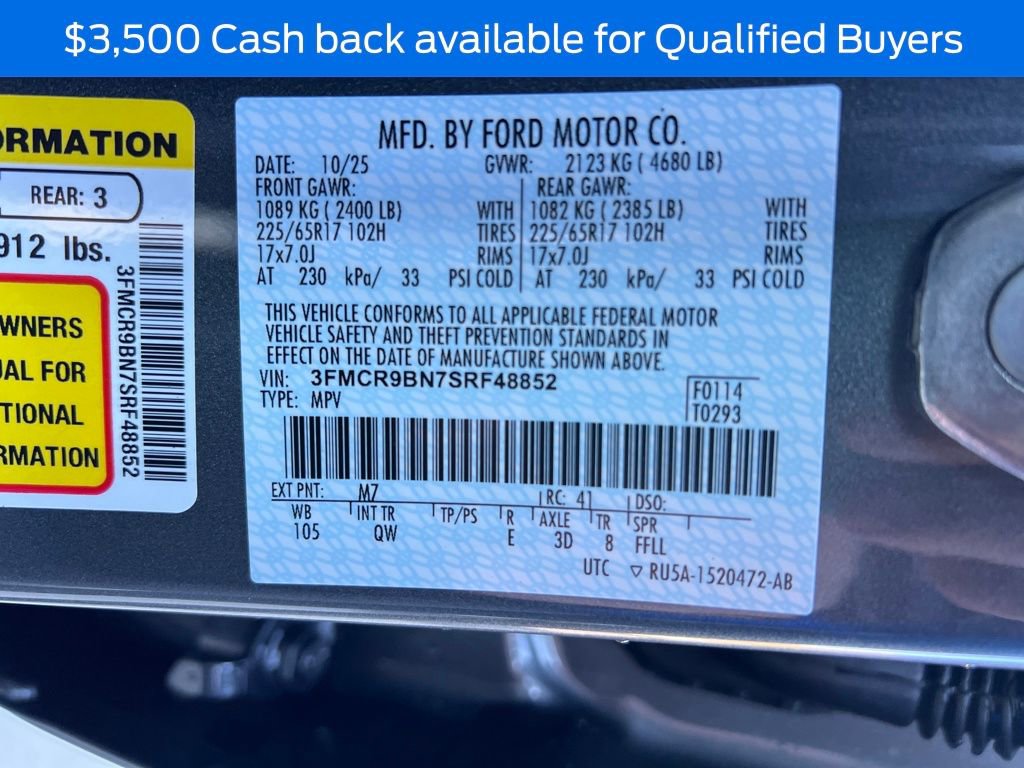 $3,500 Cash back available for Qualified Buyers
ORMATION
REAR: 3
912 lbs.
WNERS
UAL FOR
TIONAL
RMATION
3FMCR9BN7SRF48852
MFD. BY FORD MOTOR CO.
DATE: 10/25 GVWR: 2123 KG ( 4680 LB)
FRONT GAWR: REAR GAWR:
1089 KG ( 2400 LB) WITH 1082 KG ( 2385 LB) WITH
225/65R17 102H TIRES 225/65R17 102H TIRES
17x7.0J RIMS 17x7.0J RIMS
AT 230 kPa/ 33 PSI COLD AT 230 kPa/ 33 PSI COLD
THIS VEHICLE CONFORMS TO ALL APPLICABLE FEDERAL MOTOR
VEHICLE SAFETY AND THEFT PREVENTION STANDARDS IN
EFFECT ON THE DATE OF MANUFACTURE SHOWN ABOVE.
VIN: 3FMCR9BN7SRF48852
TYPE: MPV
F0114
T0293
EXT PNT: M7 RC: 41 DSO:
WB INT TR TP/PS R AXLE TR SPR
105 QW E 3D 8 FFLL
UTC ▽ RU5A-1520472-AB